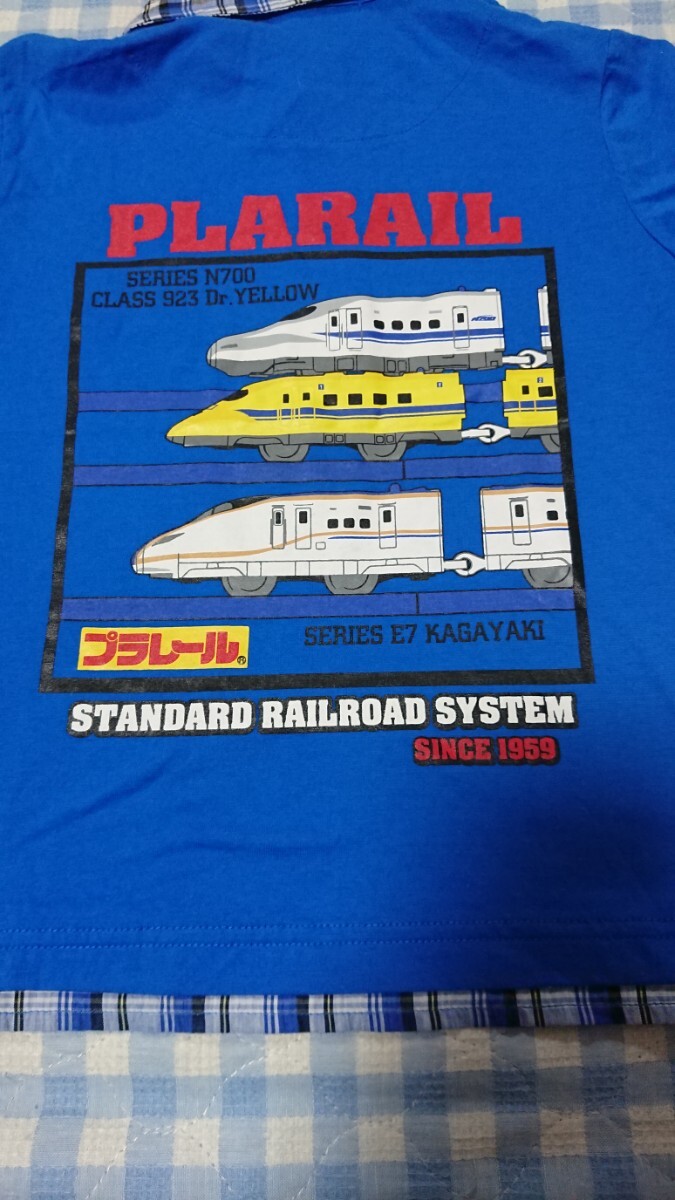 PLARAIL
SERIES N700
CLASS 923 Dr.YELLOW
プラレール®
SERIES E7 KAGAYAKI
STANDARD RAILROAD SYSTEM
SINCE 1959